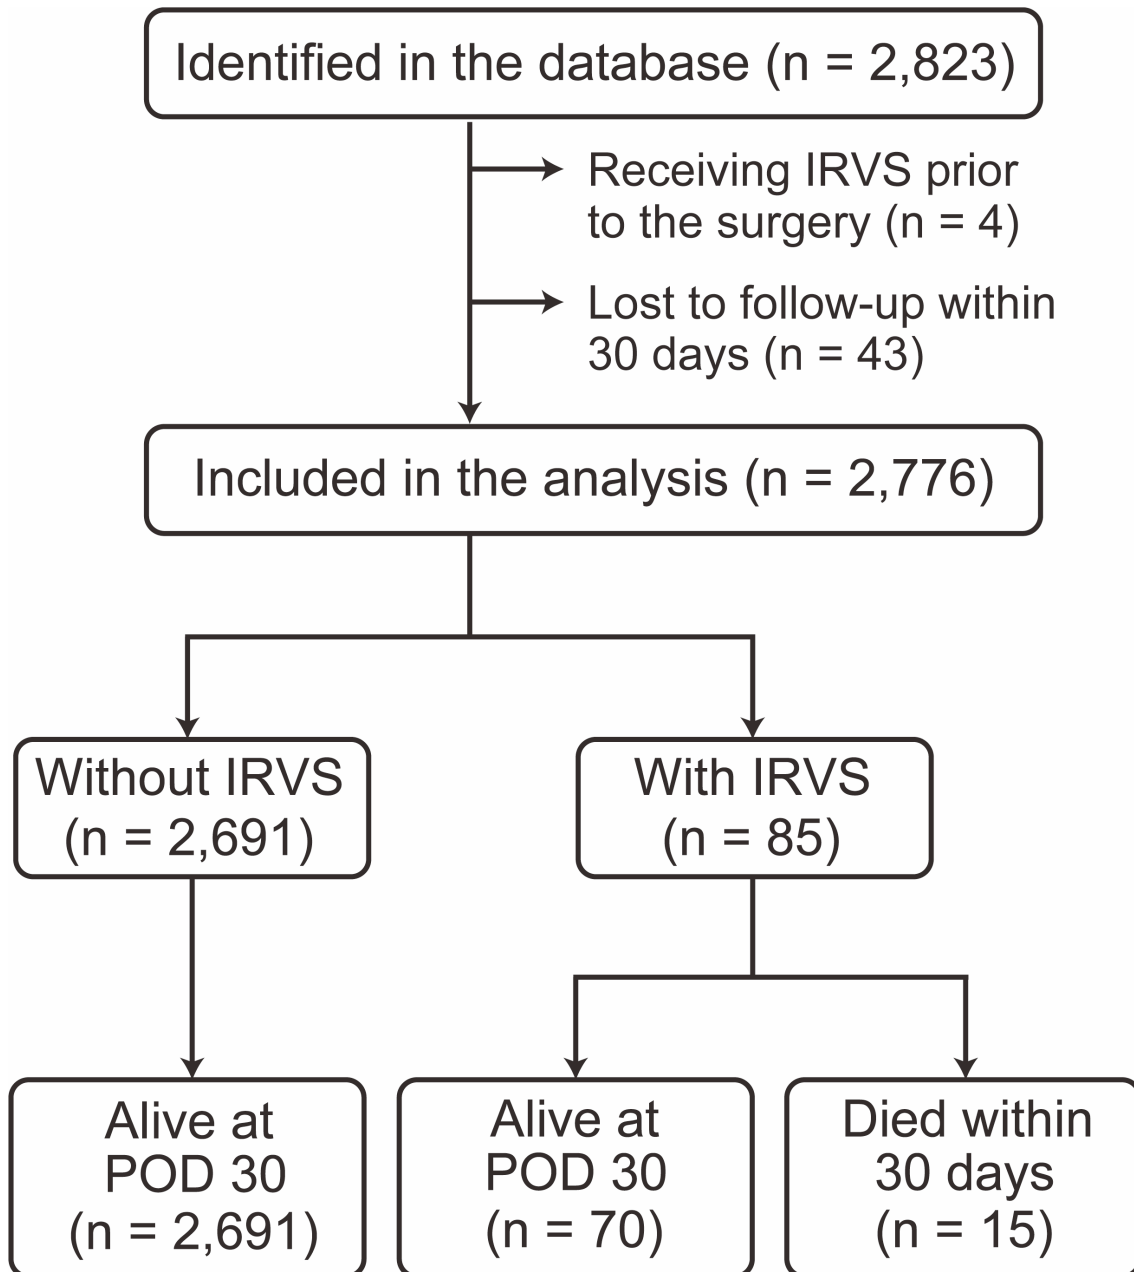 Identified in the database (n = 2,823)
Receiving IRVS prior
to the surgery (n = 4)
Lost to follow-up within
30 days (n = 43)
Included in the analysis (n = 2,776)
Without IRVS
(n = 2,691)
With IRVS
(n = 85)
Alive at
POD 30
(n = 2,691)
Alive at
POD 30
(n = 70)
Died within
30 days
(n = 15)